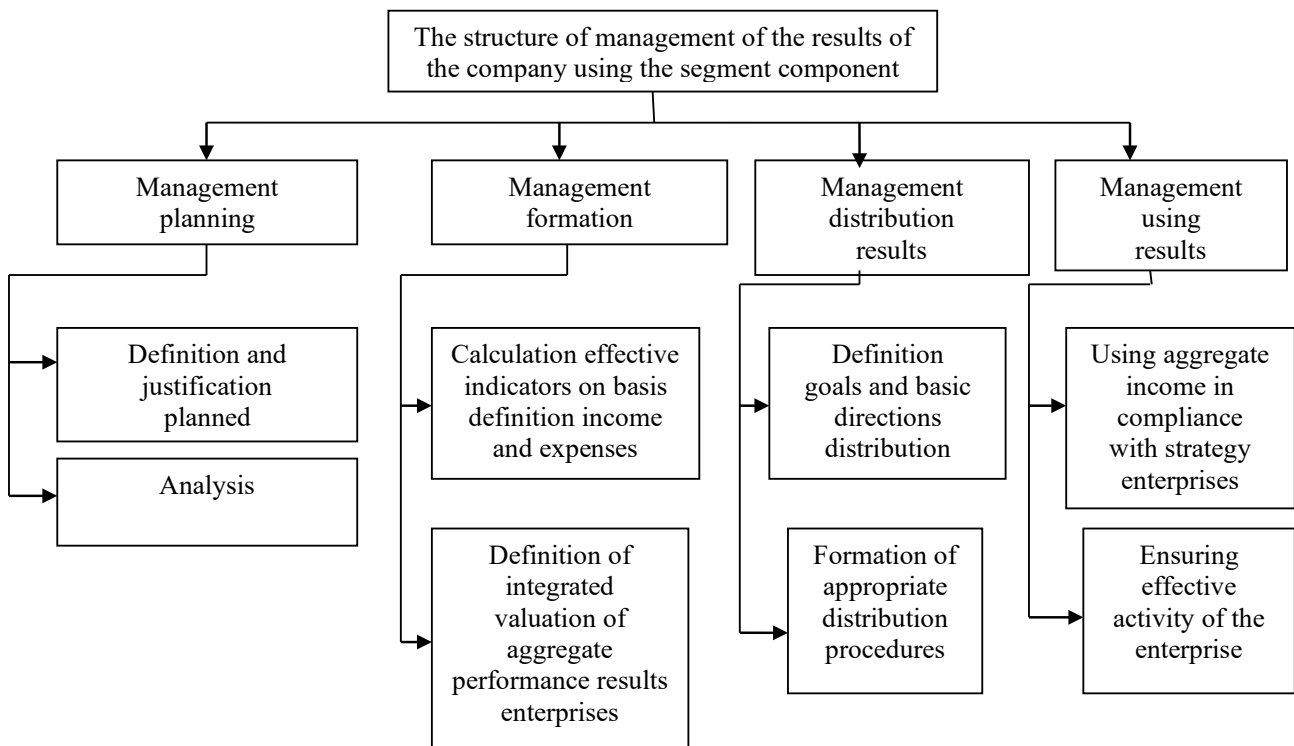 The structure of management of the results of
the company using the segment component
Management
planning
Management
formation
Management
distribution
results
Management
using
results
Definition and
justification
planned
Calculation effective
indicators on basis
definition income
and expenses
Definition
goals and basic
directions
distribution
Using aggregate
income in
compliance
with strategy
enterprises
Analysis
Definition of
integrated
valuation of
aggregate
performance results
enterprises
Formation of
appropriate
distribution
procedures
Ensuring
effective
activity of the
enterprise